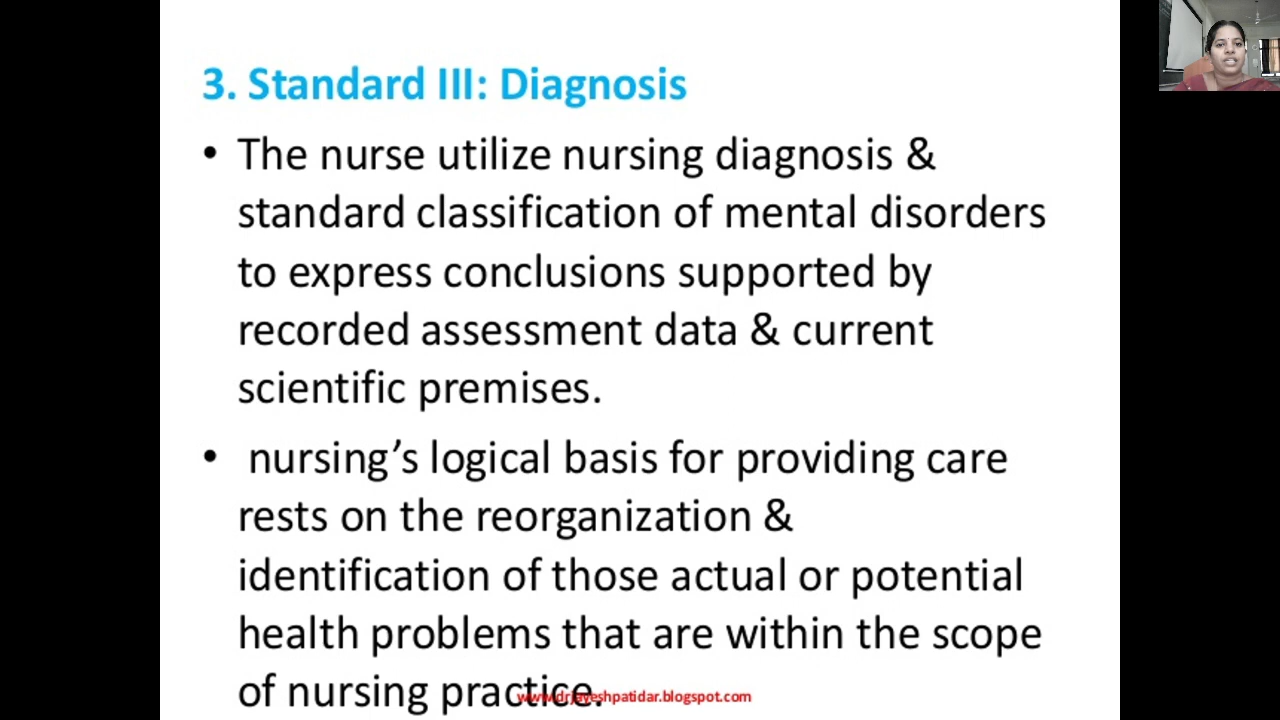 3. Standard III: Diagnosis
• The nurse utilize nursing diagnosis &
standard classification of mental disorders
to express conclusions supported by
recorded assessment data & current
scientific premises.
• nursing’s logical basis for providing care
rests on the reorganization &
identification of those actual or potential
health problems that are within the scope
of nursing practice.
www.drjayeshpatidar.blogspot.com